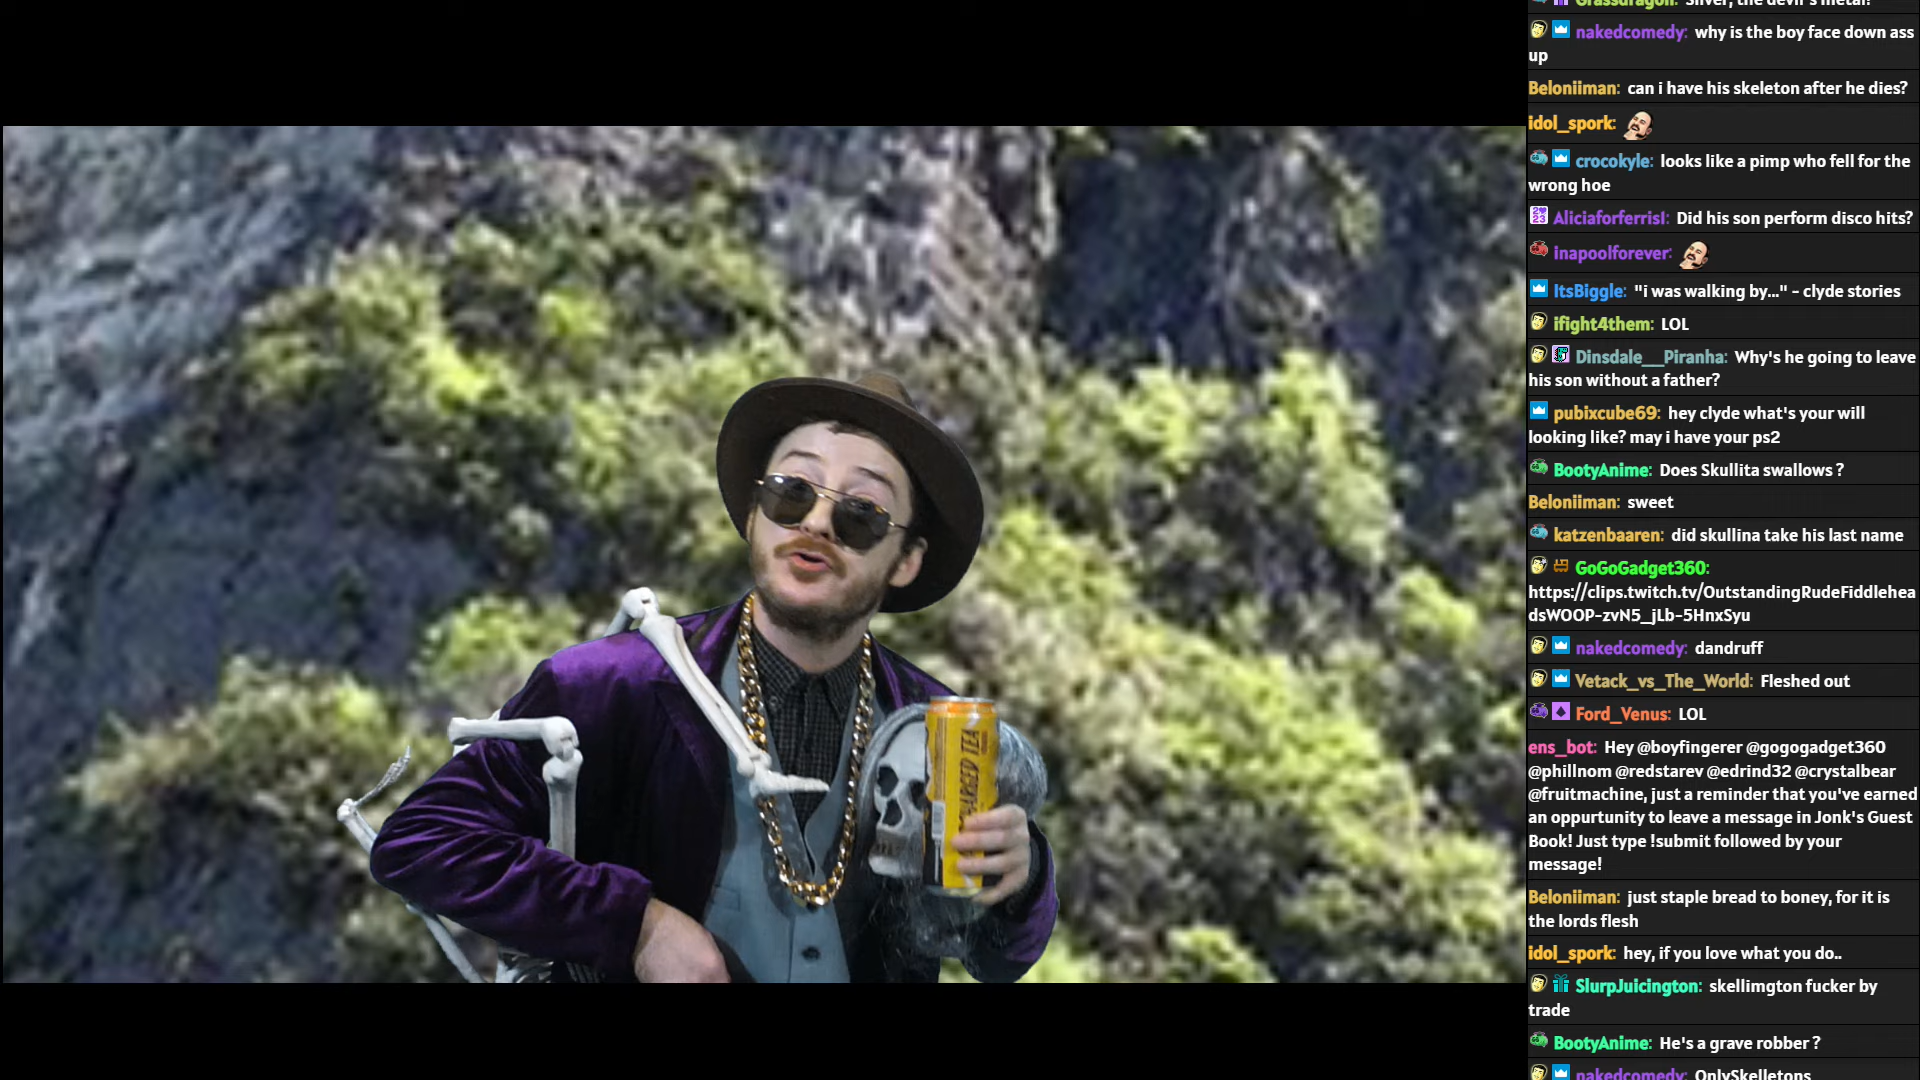 Grassdragon: Silver, the devil's metal!
nakedcomedy: why is the boy face down ass
up
Beloniiman: can i have his skeleton after he dies?
idol_spork:
crocokyle: looks like a pimp who fell for the
wrong hoe
Aliciaforferrisl: Did his son perform disco hits?
inapoolforever:
ItsBiggle: "i was walking by..." - clyde stories
ifight4them: LOL
Dinsdale__Piranha: Why's he going to leave
his son without a father?
pubixcube69: hey clyde what's your will
looking like? may i have your ps2
BootyAnime: Does Skullita swallows ?
Beloniiman: sweet
katzenbaaren: did skullina take his last name
GoGoGadget360:
https://clips.twitch.tv/OutstandingRudeFiddlehea
dsWOOP-zvN5_jLb-5HnxSyu
nakedcomedy: dandruff
Vetack_vs_The_World: Fleshed out
Ford_Venus: LOL
ens_bot: Hey @boyfingerer @gogogadget360
@phillnom @redstarev @edrind32 @crystalbear
@fruitmachine, just a reminder that you've earned
an oppurtunity to leave a message in Jonk's Guest
Book! Just type !submit followed by your
message!
Beloniiman: just staple bread to boney, for it is
the lords flesh
idol_spork: hey, if you love what you do..
SlurpJuicington: skellimgton fucker by
trade
BootyAnime: He's a grave robber ?
nakedcomedy: OnlySkelletons
TEA